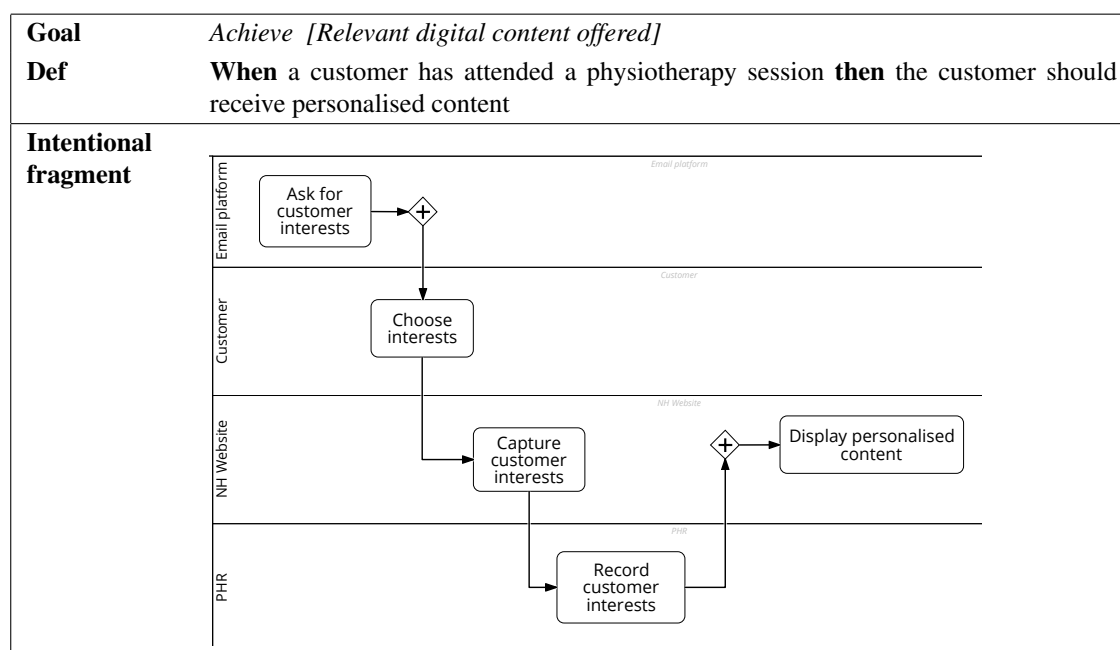 Goal Achieve [Relevant digital content offered]
Def When a customer has attended a physiotherapy session then the customer should
receive personalised content
Intentional
fragment
Email platform
Email platform
Ask for
customer
interests
Customer
Customer
Choose
interests
NH Website
NH Website
Capture
customer
interests
Display personalised
content
PHR
PHR
Record
customer
interests